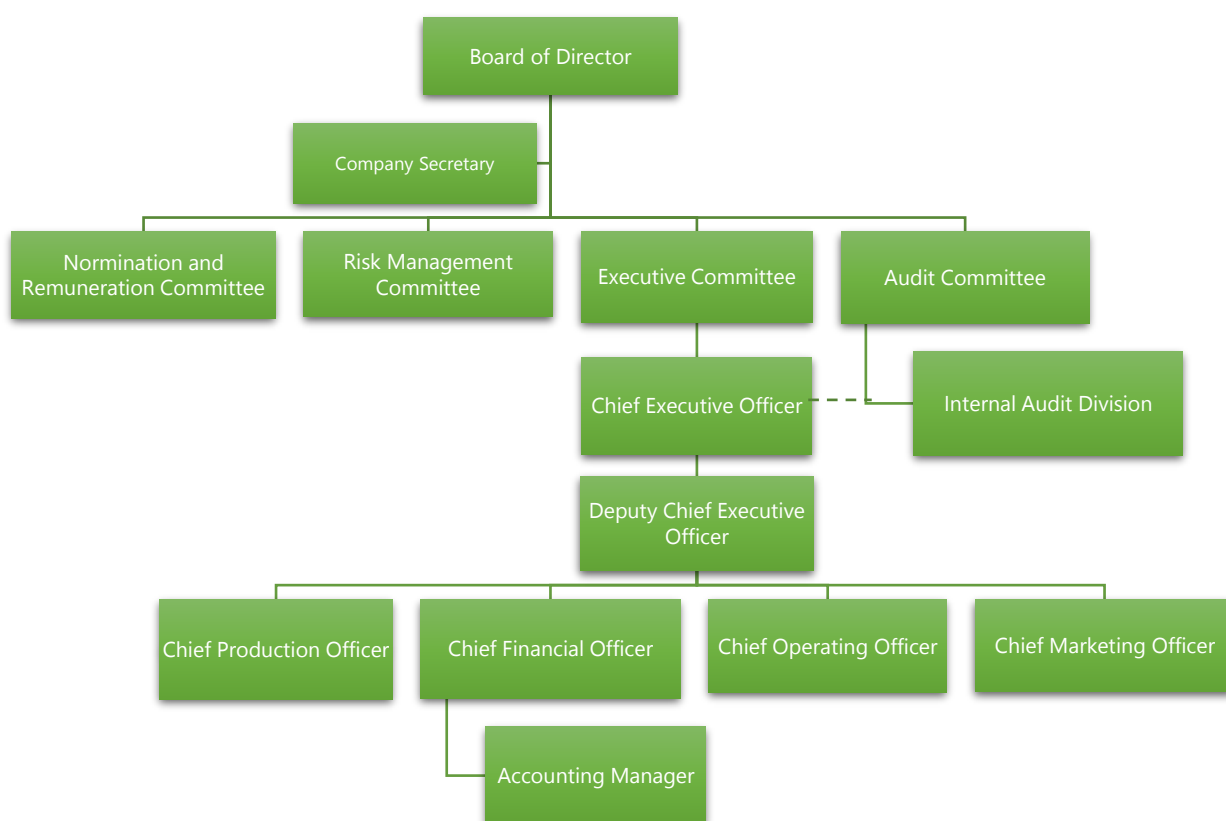 Board of Director
Company Secretary
Normination and
Remuneration Committee
Risk Management
Committee
Executive Committee
Audit Committee
Chief Executive Officer
Internal Audit Division
Deputy Chief Executive
Officer
Chief Production Officer
Chief Financial Officer
Chief Operating Officer
Chief Marketing Officer
Accounting Manager